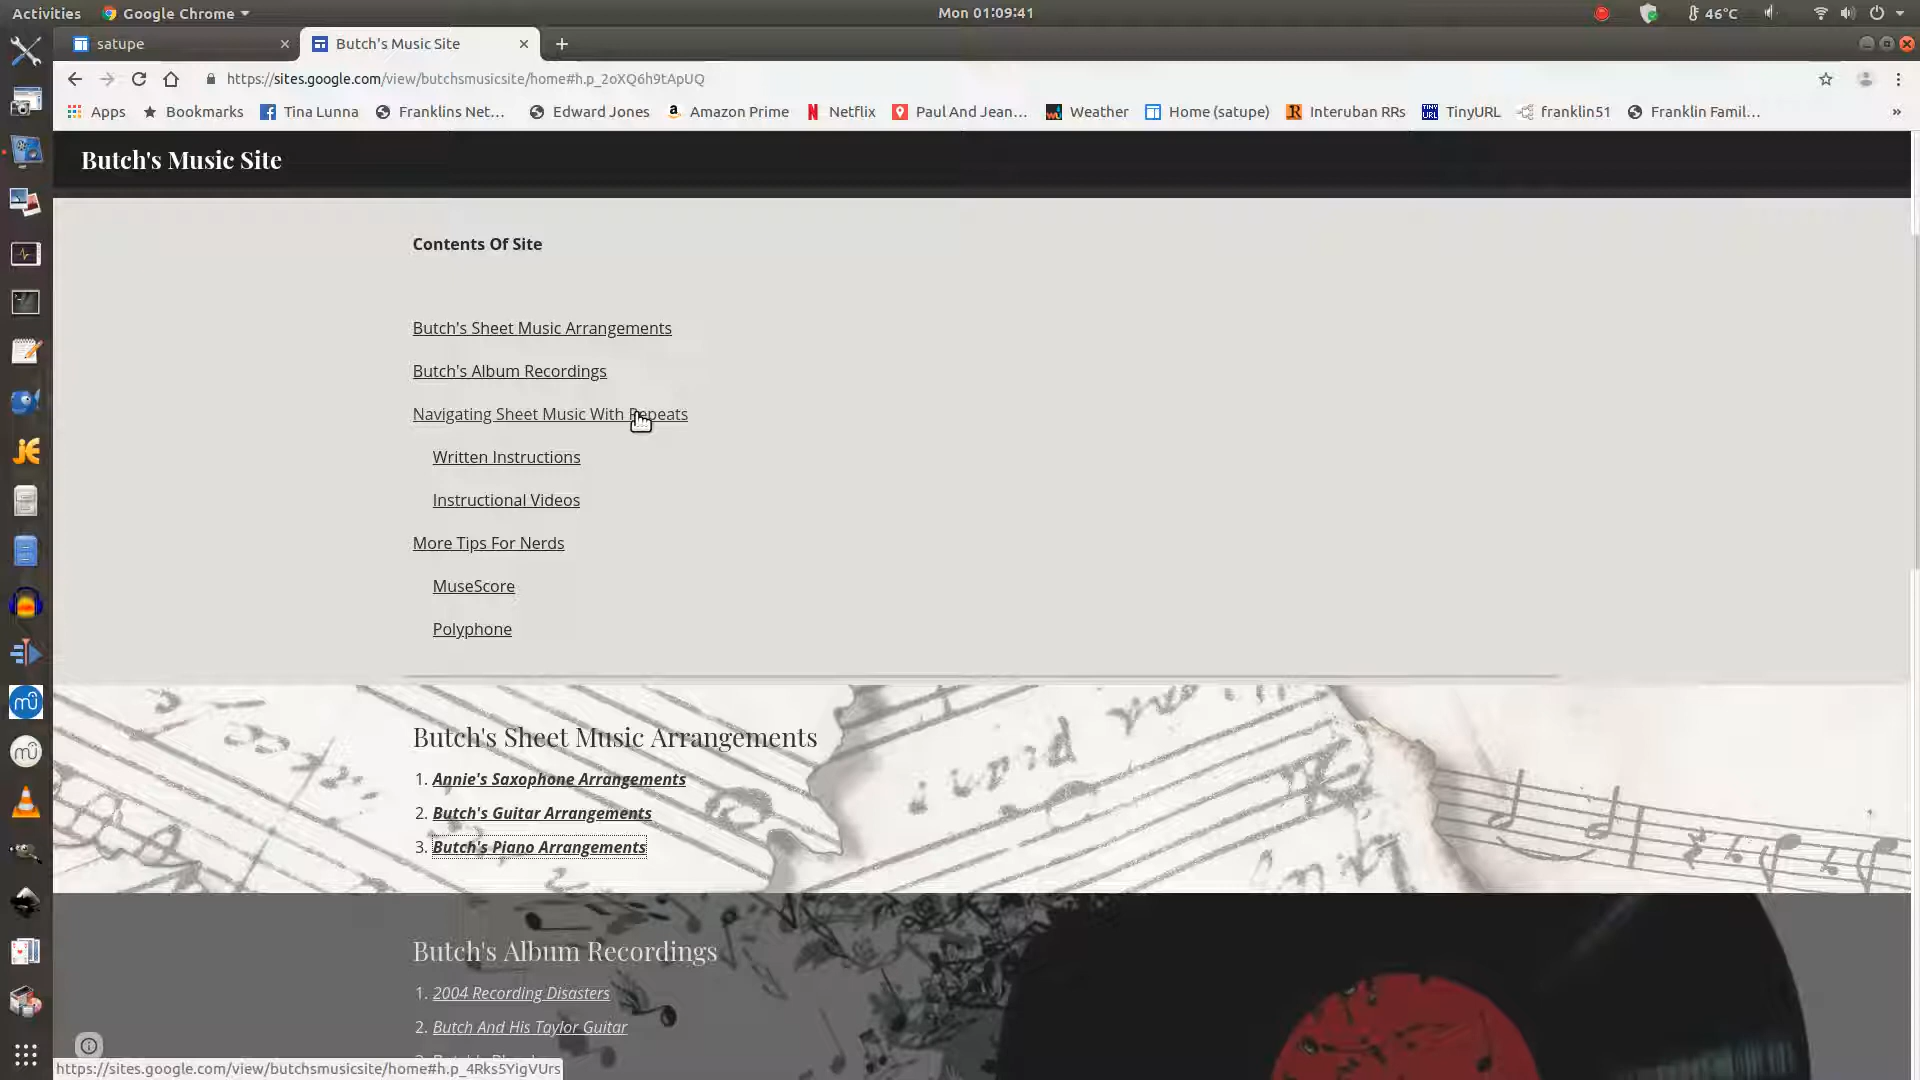 Activities Google Chrome Mon 01:09:41 46°C
satupe Butch's Music Site
https://sites.google.com/view/butchsmusicsite/home#h.p_2oXQ6h9tApUQ
Apps Bookmarks Tina Lunna Franklins Net... Edward Jones Amazon Prime Netflix Paul And Jean... Weather Home (satupe) Interuban RRs TinyURL franklin51 Franklin Famil... »
Butch's Music Site
Contents Of Site
Butch's Sheet Music Arrangements
Butch's Album Recordings
Navigating Sheet Music With Repeats
Written Instructions
Instructional Videos
More Tips For Nerds
MuseScore
Polyphone
Butch's Sheet Music Arrangements
1. Annie's Saxophone Arrangements
2. Butch's Guitar Arrangements
3. Butch's Piano Arrangements
Butch's Album Recordings
1. 2004 Recording Disasters
2. Butch And His Taylor Guitar
https://sites.google.com/view/butchsmusicsite/home#h.p_4Rks5YigVUrs